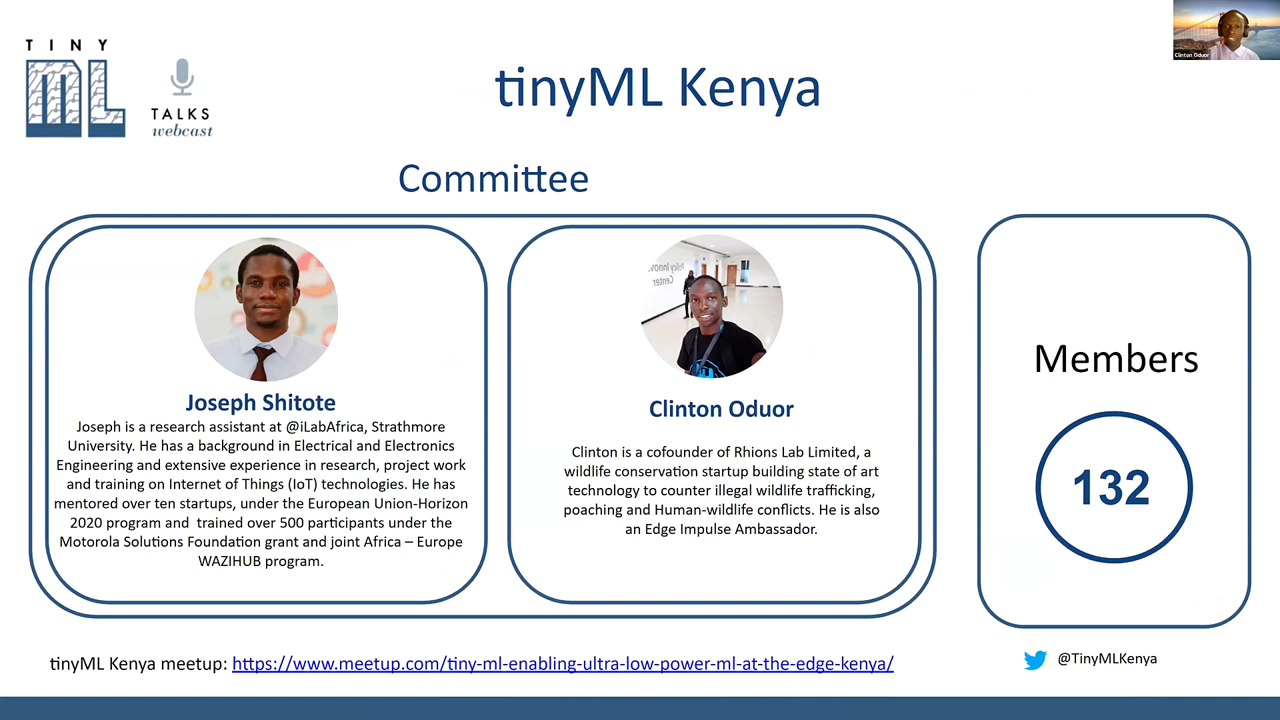 TINY
ML
TALKS
webcast
tinyML Kenya
Clinton Oduor
Committee
Policy Innov.
Center
Joseph Shitote
Joseph is a research assistant at @iLabAfrica, Strathmore
University. He has a background in Electrical and Electronics
Engineering and extensive experience in research, project work
and training on Internet of Things (IoT) technologies. He has
mentored over ten startups, under the European Union-Horizon
2020 program and  trained over 500 participants under the
Motorola Solutions Foundation grant and joint Africa – Europe
WAZIHUB program.
Clinton Oduor
Clinton is a cofounder of Rhions Lab Limited, a
wildlife conservation startup building state of art
technology to counter illegal wildlife trafficking,
poaching and Human-wildlife conflicts. He is also
an Edge Impulse Ambassador.
Members
132
tinyML Kenya meetup: https://www.meetup.com/tiny-ml-enabling-ultra-low-power-ml-at-the-edge-kenya/
@TinyMLKenya